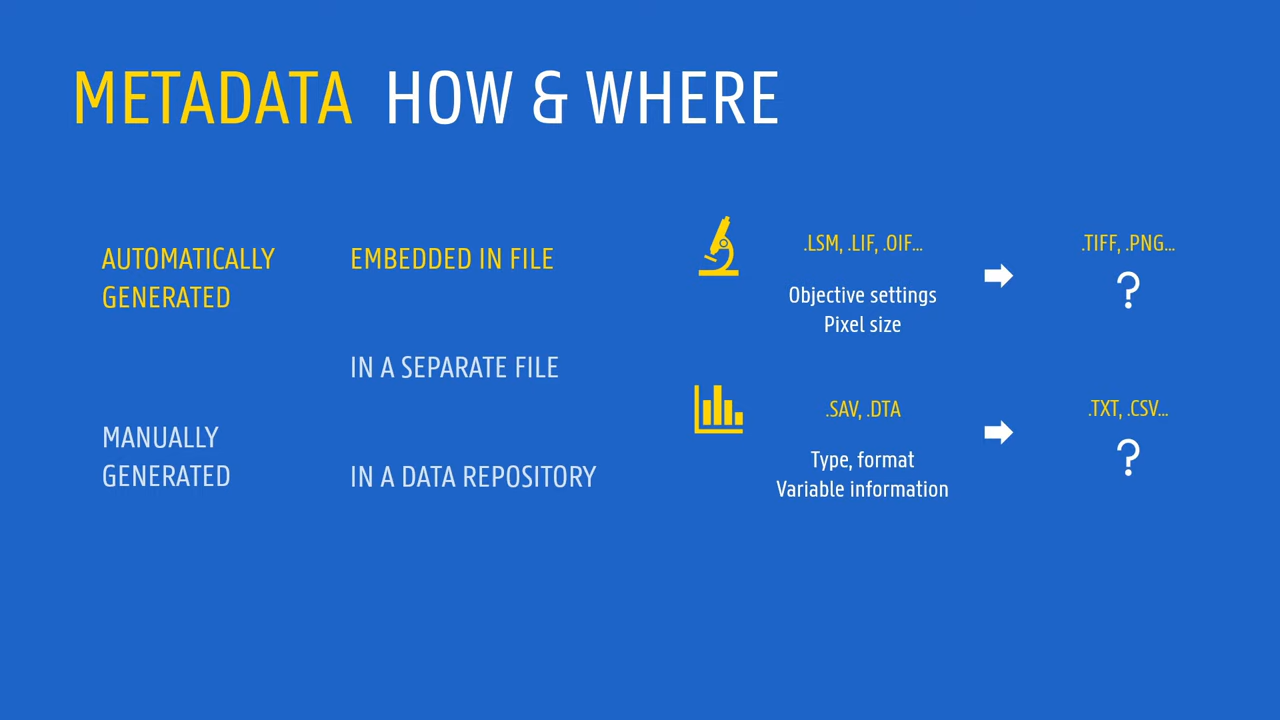 METADATA HOW & WHERE
AUTOMATICALLY
GENERATED
MANUALLY
GENERATED
EMBEDDED IN FILE
IN A SEPARATE FILE
IN A DATA REPOSITORY
.LSM, .LIF, .OIF...
Objective settings
Pixel size
.TIFF, .PNG...
?
.SAV, .DTA
Type, format
Variable information
.TXT, .CSV...
?